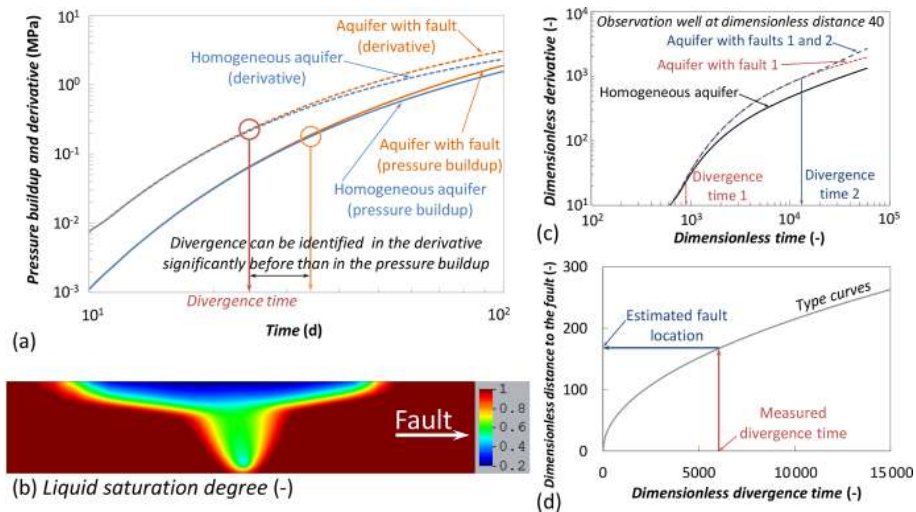 Pressure buildup and derivative (MPa)
10¹
10⁰
10⁻¹
10⁻²
10⁻³
Aquifer with fault
(derivative)
Homogeneous aquifer
(derivative)
Aquifer with fault
(pressure buildup)
Homogeneous aquifer
(pressure buildup)
Divergence can be identified in the derivative
significantly before than in the pressure buildup
Divergence time
10¹
10²
Time (d)
(a)
Fault
1
0.8
0.6
0.4
0.2
(b) Liquid saturation degree (-)
Dimensionless derivative (-)
10⁴
10³
10²
10¹
Observation well at dimensionless distance 40
Aquifer with faults 1 and 2
Aquifer with fault 1
Homogeneous aquifer
Divergence
time 1
Divergence
time 2
10²
10³
10⁴
10⁵
(c)
Dimensionless time (-)
Dimensionless distance to the fault (-)
300
200
100
0
Type curves
Estimated fault
location
Measured
divergence time
0
5000
10000
15000
(d)
Dimensionless divergence time (-)